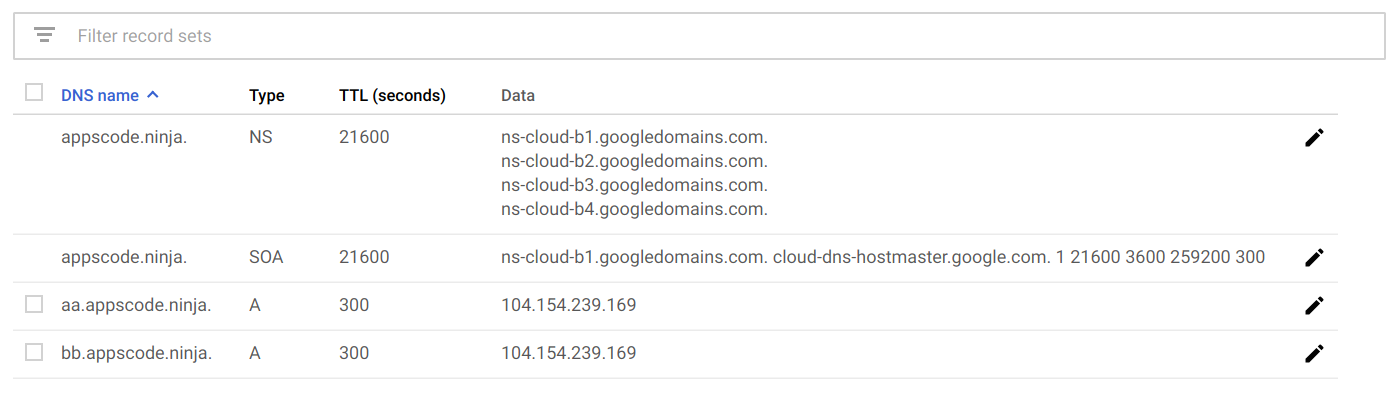 Filter record sets
DNS name Type TTL (seconds) Data
appscode.ninja. NS 21600 ns-cloud-b1.googledomains.com.
ns-cloud-b2.googledomains.com.
ns-cloud-b3.googledomains.com.
ns-cloud-b4.googledomains.com.
appscode.ninja. SOA 21600 ns-cloud-b1.googledomains.com. cloud-dns-hostmaster.google.com. 1 21600 3600 259200 300
aa.appscode.ninja. A 300 104.154.239.169
bb.appscode.ninja. A 300 104.154.239.169